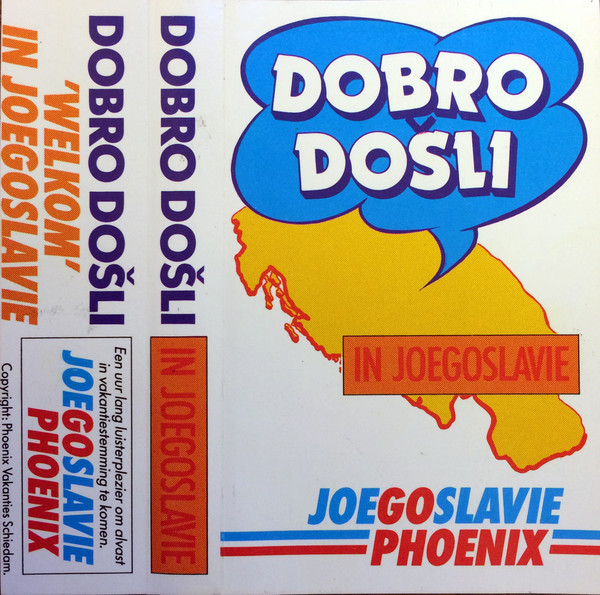 DOBRO DOŠLI
'WELKOM'
IN JOEGOSLAVIE
Een uur lang luisterplezier om alvast
in vakantiestemming te komen.
JOEGOSLAVIE
PHOENIX
Copyright: Phoenix Vakanties Schiedam.
DOBRO DOŠLI
IN JOEGOSLAVIE
DOBRO
DOŠLI
IN JOEGOSLAVIE
JOEGOSLAVIE
PHOENIX